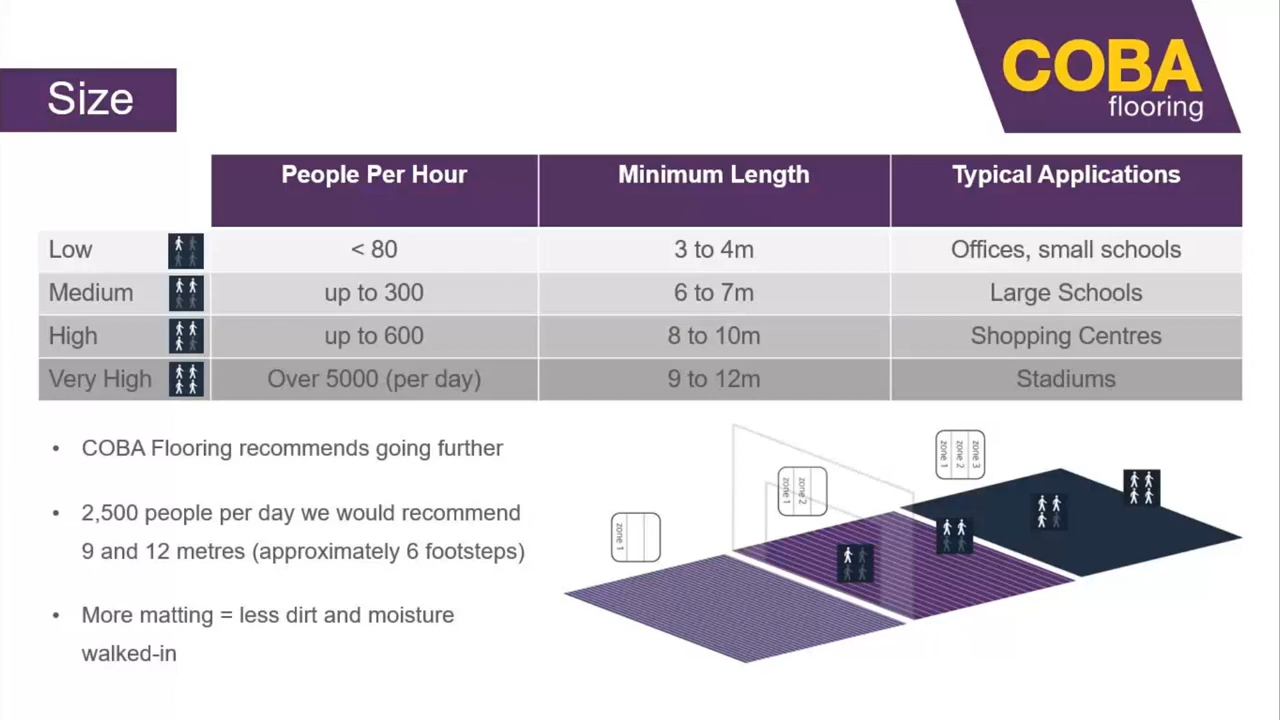 COBA
flooring
Size
People Per Hour Minimum Length Typical Applications
Low < 80 3 to 4m Offices, small schools
Medium up to 300 6 to 7m Large Schools
High up to 600 8 to 10m Shopping Centres
Very High Over 5000 (per day) 9 to 12m Stadiums
• COBA Flooring recommends going further
• 2,500 people per day we would recommend
9 and 12 metres (approximately 6 footsteps)
• More matting = less dirt and moisture
walked-in
zone 1
zone 1
zone 2
zone 1
zone 2
zone 3